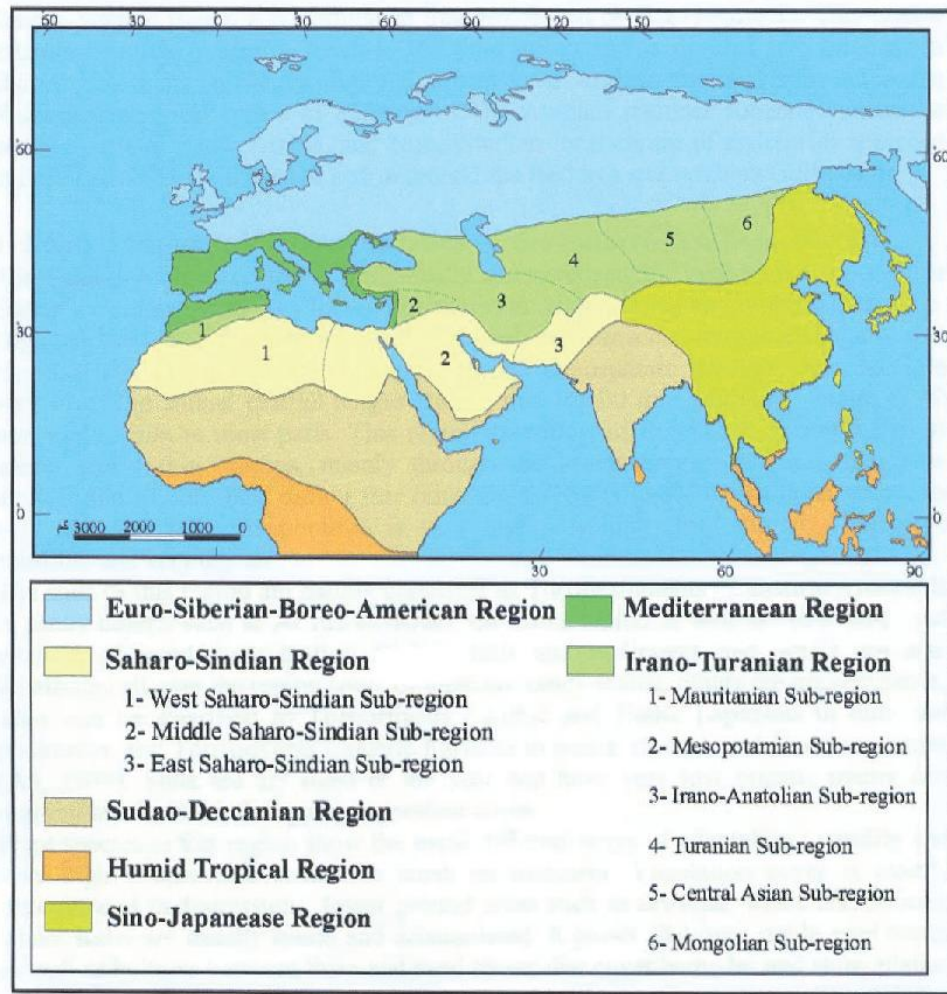 50 30 0 30 60 90 120 150
60 60
30 30
0 0
1 1 2 3
1 2 3 4 5 6
3000 2000 1000 0
30 60 90
Euro-Siberian-Boreo-American Region
Mediterranean Region
Saharo-Sindian Region
1- West Saharo-Sindian Sub-region
2- Middle Saharo-Sindian Sub-region
3- East Saharo-Sindian Sub-region
Irano-Turanian Region
1- Mauritanian Sub-region
2- Mesopotamian Sub-region
3- Irano-Anatolian Sub-region
4- Turanian Sub-region
5- Central Asian Sub-region
6- Mongolian Sub-region
Sudao-Deccanian Region
Humid Tropical Region
Sino-Japanease Region